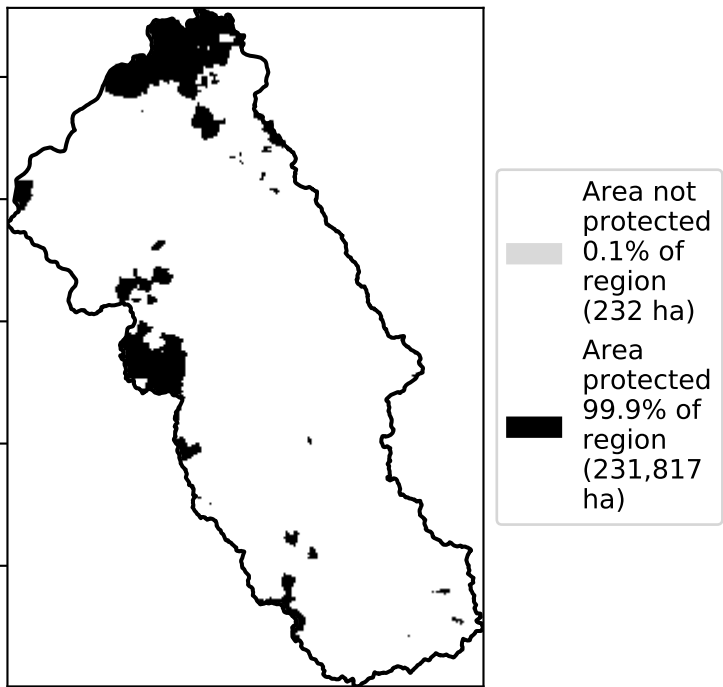 Area not
protected
0.1% of
region
(232 ha)
Area
protected
99.9% of
region
(231,817
ha)